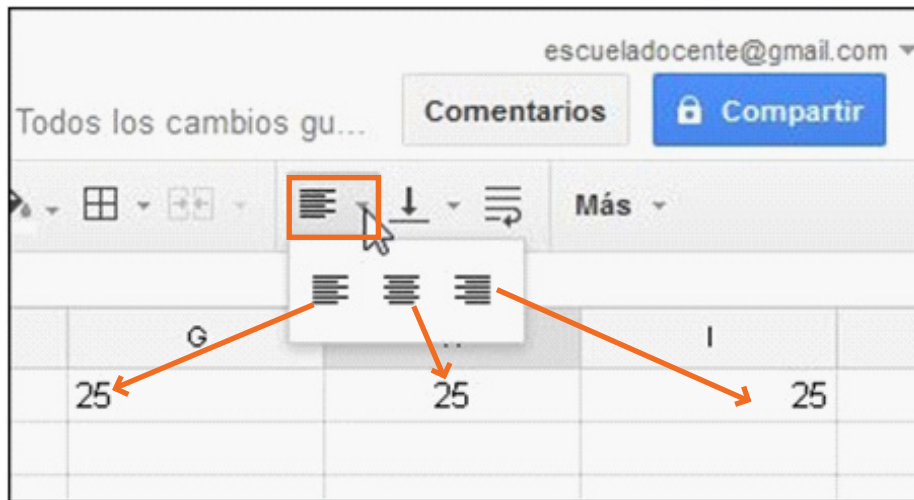 escueladocente@gmail.com
Todos los cambios gu...
Comentarios
Compartir
Más
G
I
25
25
25